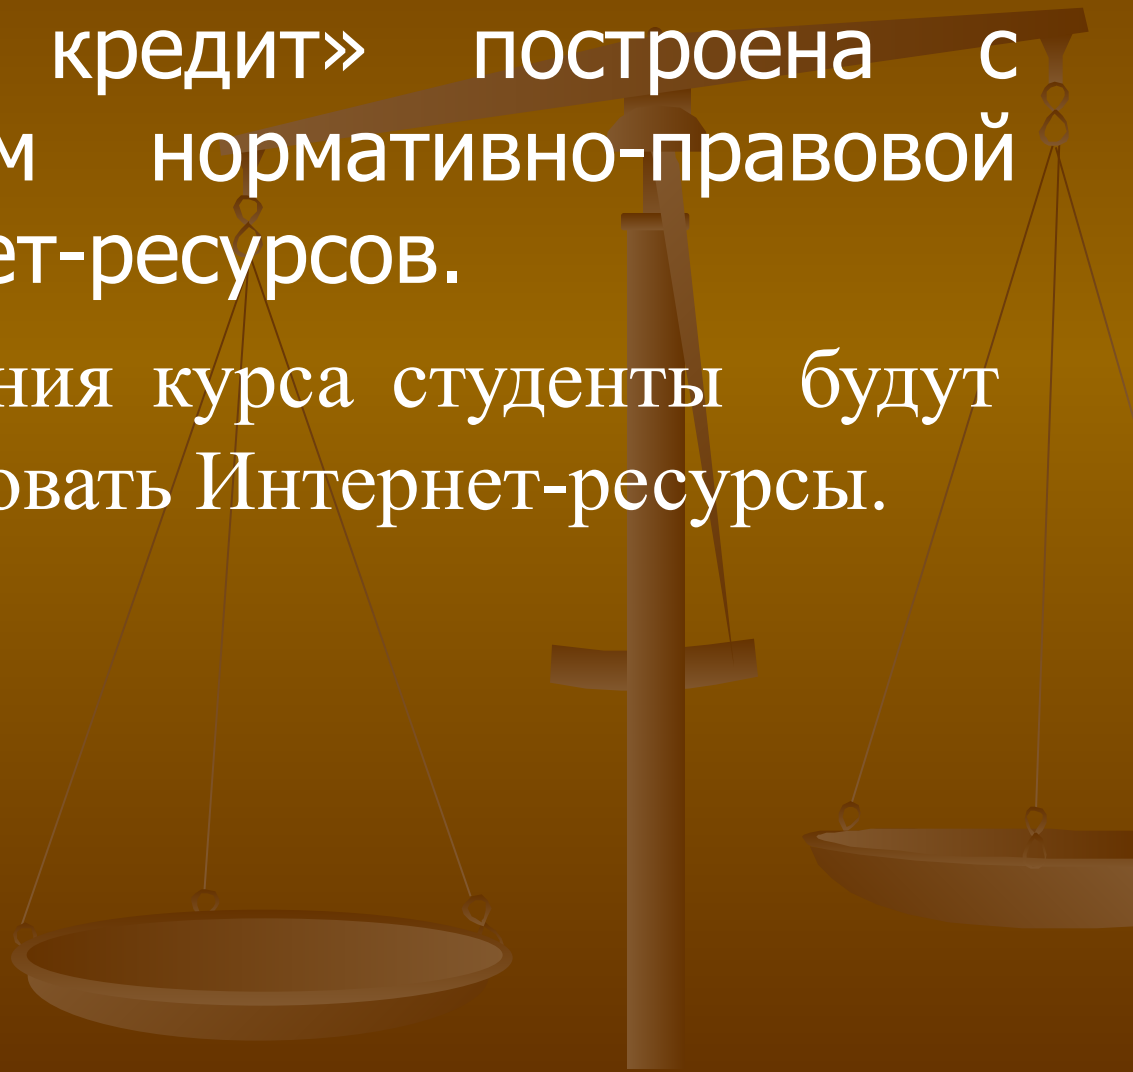 кредит» построена с
м нормативно-правовой
ет-ресурсов.
ния курса студенты будут
овать Интернет-ресурсы.